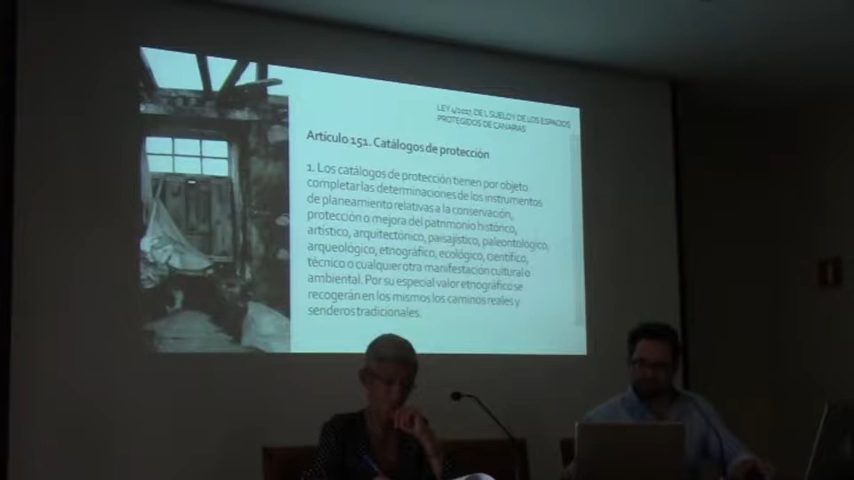 LEY 4/2017, DEL SUELO Y DE LOS ESPACIOS
PROTEGIDOS DE CANARIAS
Artículo 151. Catálogos de protección
1. Los catálogos de protección tienen por objeto
completar las determinaciones de los instrumentos
de planeamiento relativas a la conservación,
protección o mejora del patrimonio histórico,
artístico, arquitectónico, paisajístico, paleontológico,
arqueológico, etnográfico, ecológico, científico,
técnico o cualquier otra manifestación cultural o
ambiental. Por su especial valor etnográfico se
recogerán en los mismos los caminos reales y
senderos tradicionales.